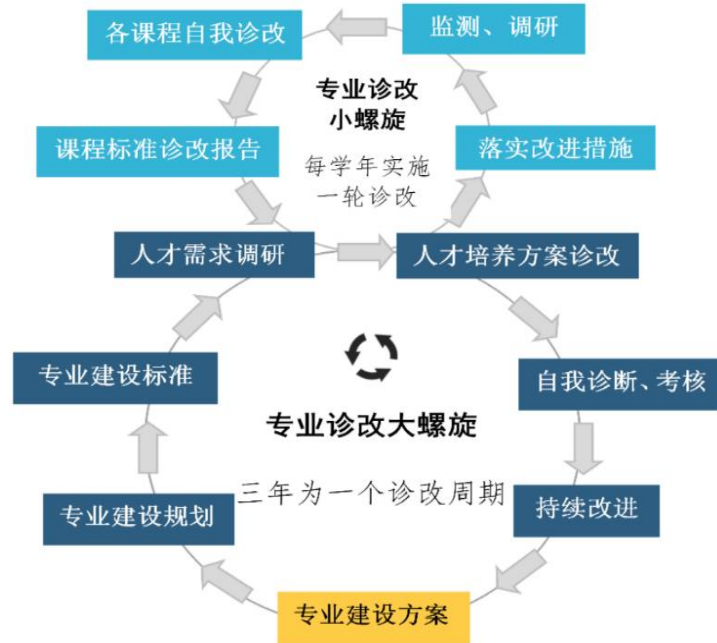 各课程自我诊改
监测、调研
专业诊改
小螺旋
课程标准诊改报告
落实改进措施
每学年实施
一轮诊改
人才需求调研
人才培养方案诊改
专业建设标准
自我诊断、考核
专业诊改大螺旋
三年为一个诊改周期
专业建设规划
持续改进
专业建设方案